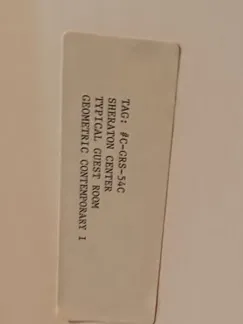 TAG: #C-GRS-54C
SHERATON CENTER
TYPICAL GUEST ROOM
GEOMETRIC CONTEMPORARY I